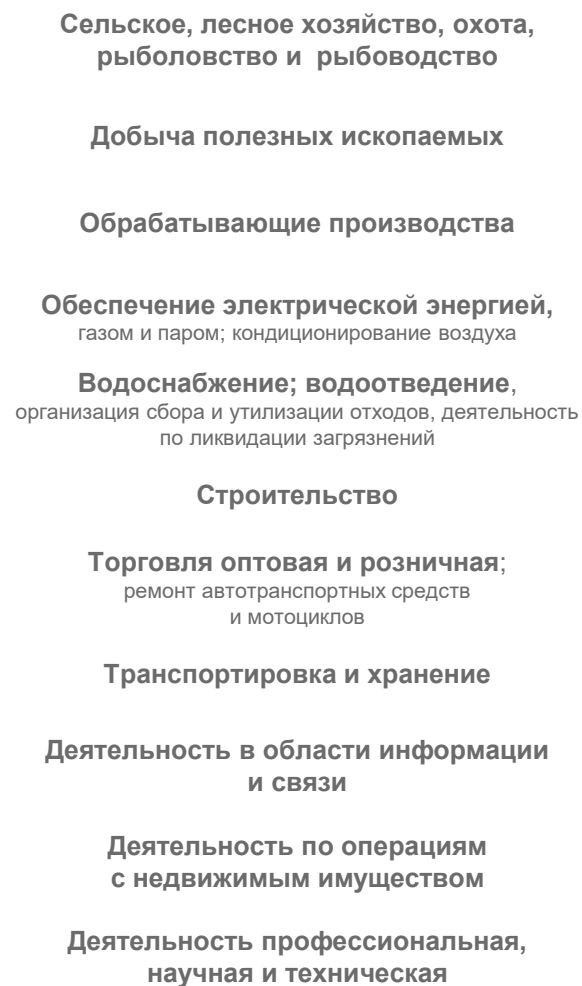 Сельское, лесное хозяйство, охота,
рыболовство и рыбоводство
Добыча полезных ископаемых
Обрабатывающие производства
Обеспечение электрической энергией,
газом и паром; кондиционирование воздуха
Водоснабжение; водоотведение,
организация сбора и утилизации отходов, деятельность
по ликвидации загрязнений
Строительство
Торговля оптовая и розничная;
ремонт автотранспортных средств
и мотоциклов
Транспортировка и хранение
Деятельность в области информации
и связи
Деятельность по операциям
с недвижимым имуществом
Деятельность профессиональная,
научная и техническая